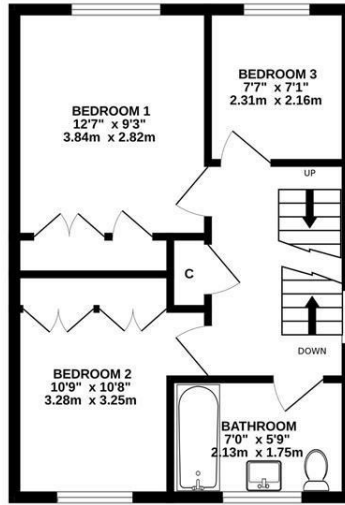 BEDROOM 1
12'7" x 9'3"
3.84m x 2.82m
BEDROOM 3
7'7" x 7'1"
2.31m x 2.16m
UP
C
DOWN
BEDROOM 2
10'9" x 10'8"
3.28m x 3.25m
BATHROOM
7'0" x 5'9"
2.13m x 1.75m